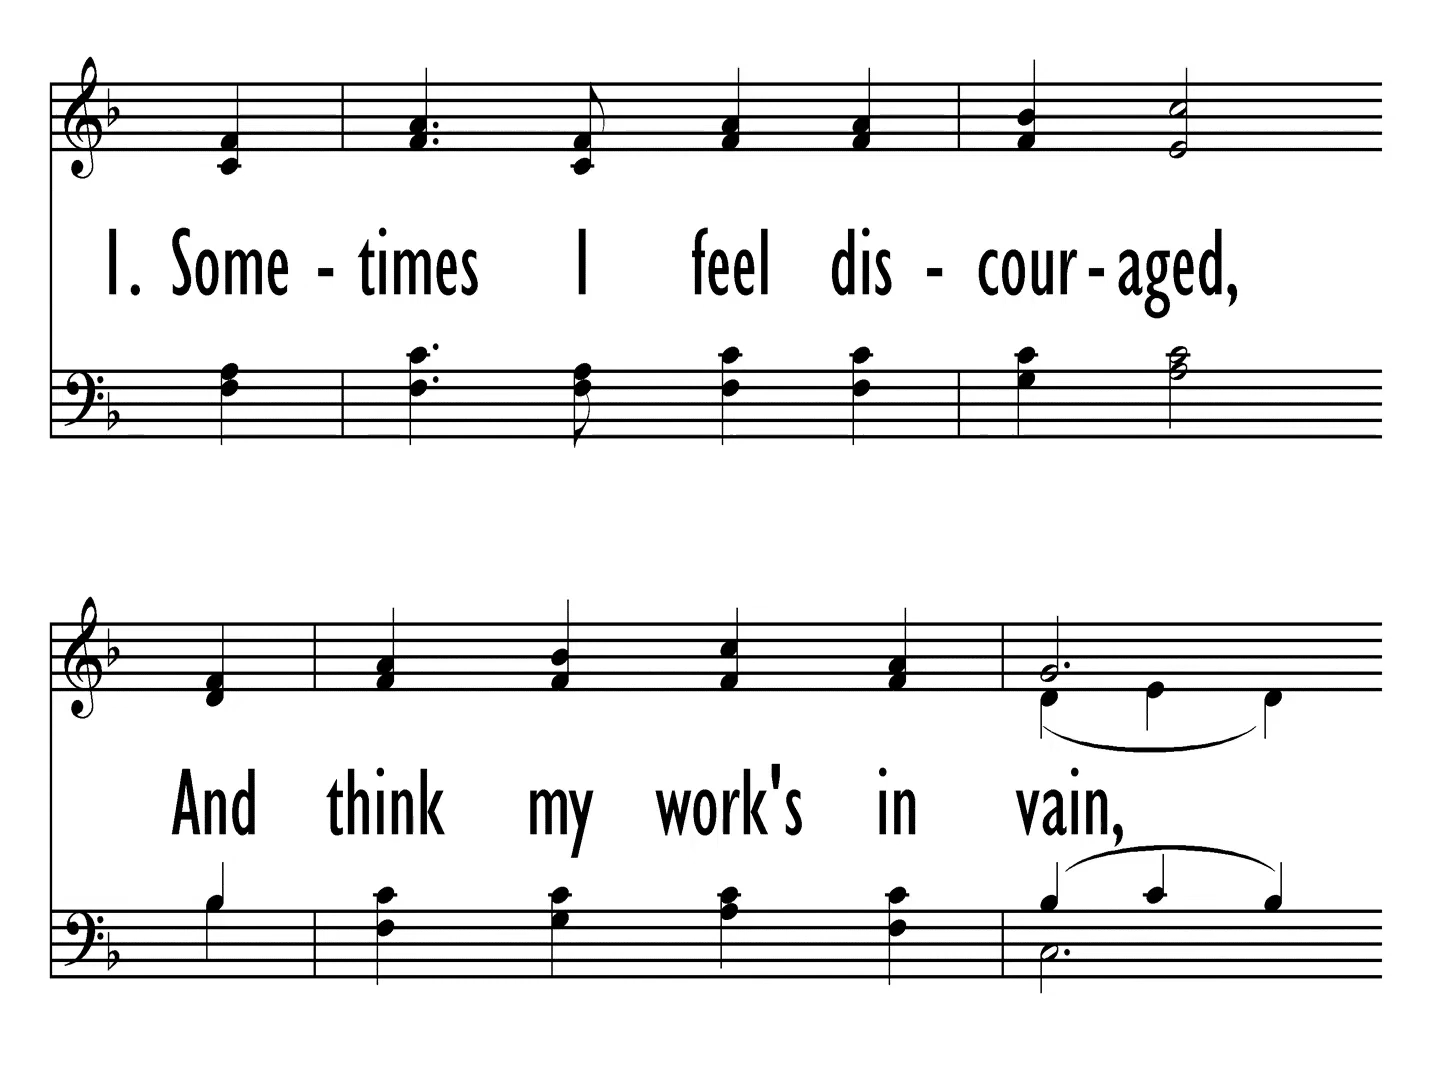 1. Some - times I feel dis - cour - aged,
And think my work's in vain,